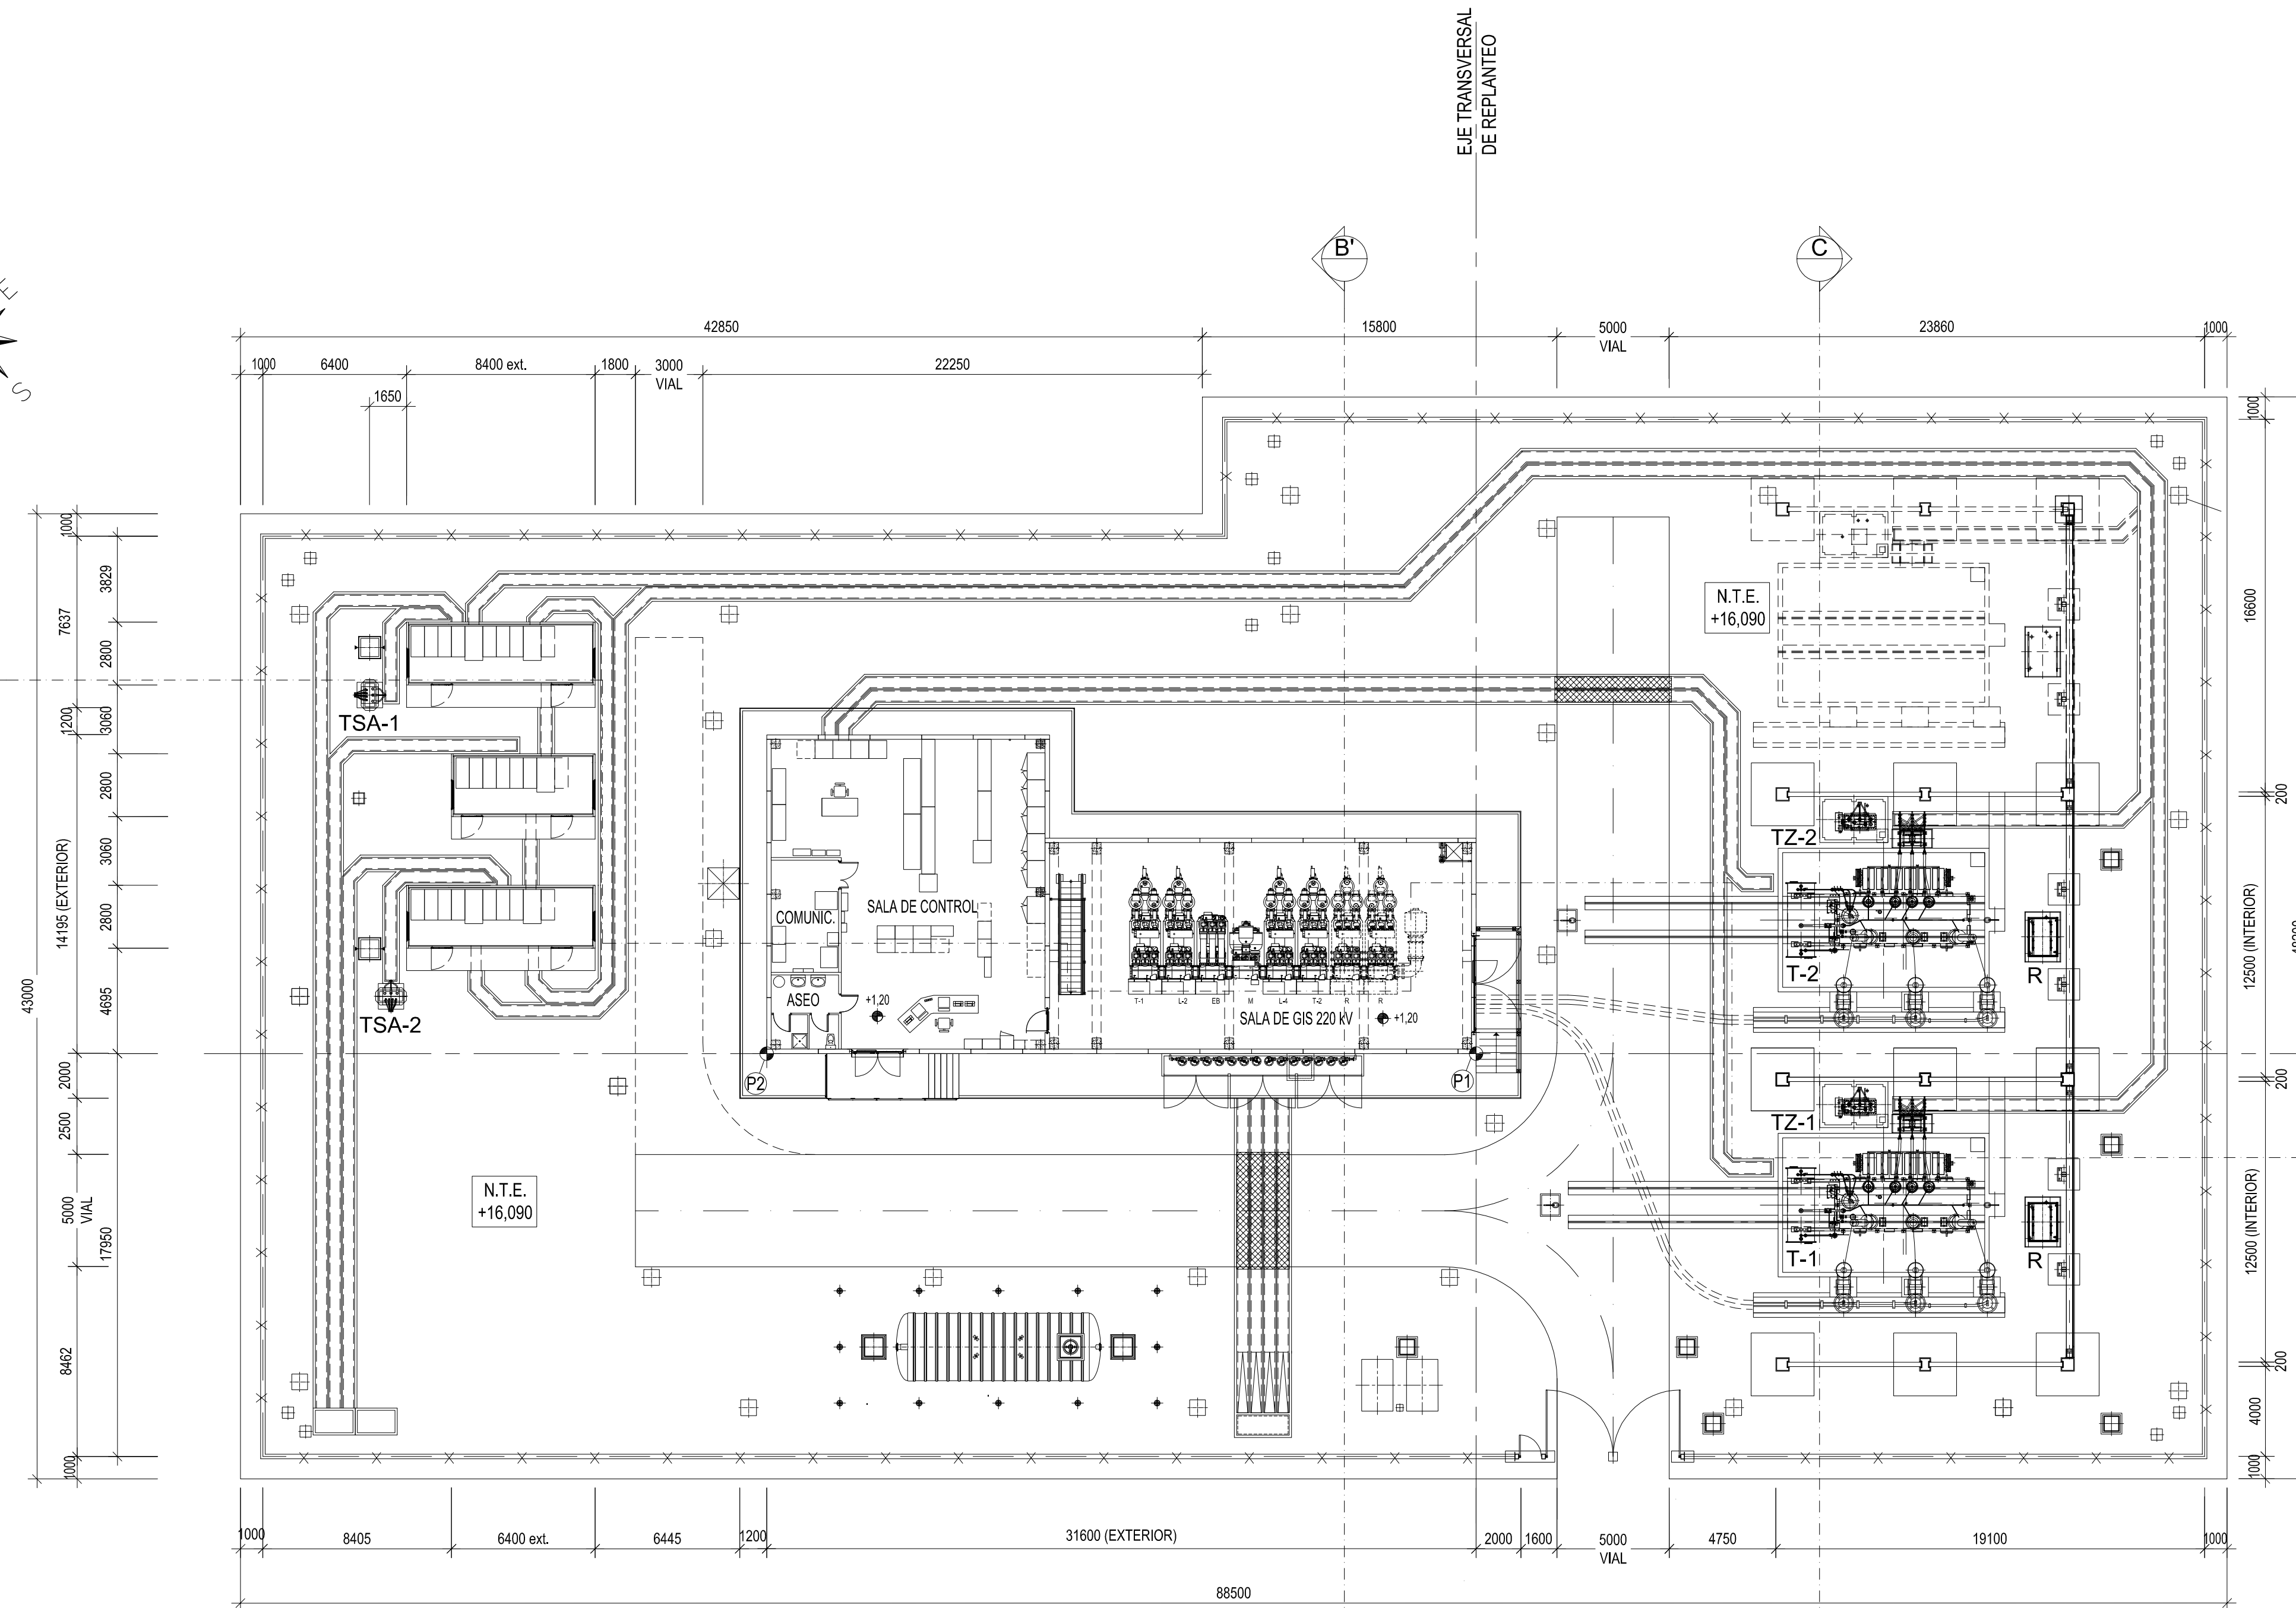 EJE TRANSVERSAL
DE REPLANTEO
E
S
B'
C
42850
15800
5000
VIAL
23860
1000
1000
6400
8400 ext.
1800
3000
VIAL
22250
1650
1000
1000
3829
7637
2800
1200
3060
2800
14195 (EXTERIOR)
3060
2800
43000
4695
2000
2500
5000
VIAL
17950
8462
1000
16600
200
12500 (INTERIOR)
200
12500 (INTERIOR)
200
4000
1000
N.T.E.
+16,090
TSA-1
TSA-2
TZ-2
T-2
R
TZ-1
T-1
R
COMUNIC.
SALA DE CONTROL
ASEO
+1,20
T-1
L-2
EB
M
L-4
T-2
R
R
SALA DE GIS 220 kV
+1,20
P2
P1
N.T.E.
+16,090
1000
8405
6400 ext.
6445
1200
31600 (EXTERIOR)
2000
1600
5000
VIAL
4750
19100
1000
88500